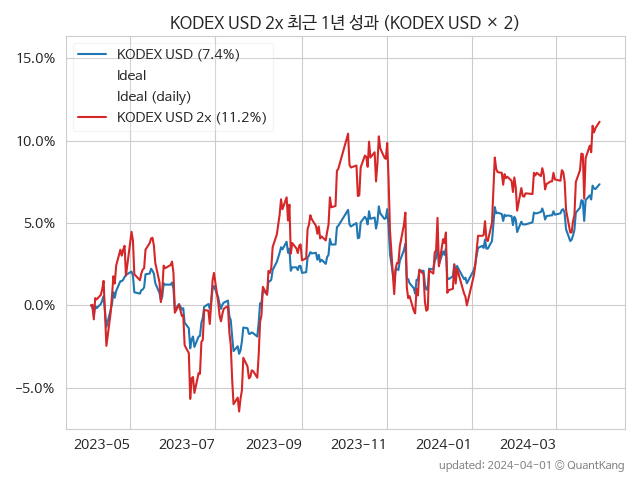 KODEX USD 2x 최근 1년 성과 (KODEX USD × 2)
KODEX USD (7.4%)
Ideal
Ideal (daily)
KODEX USD 2x (11.2%)
15.0%
10.0%
5.0%
0.0%
−5.0%
2023-05 2023-07 2023-09 2023-11 2024-01 2024-03
updated: 2024-04-01 © QuantKang